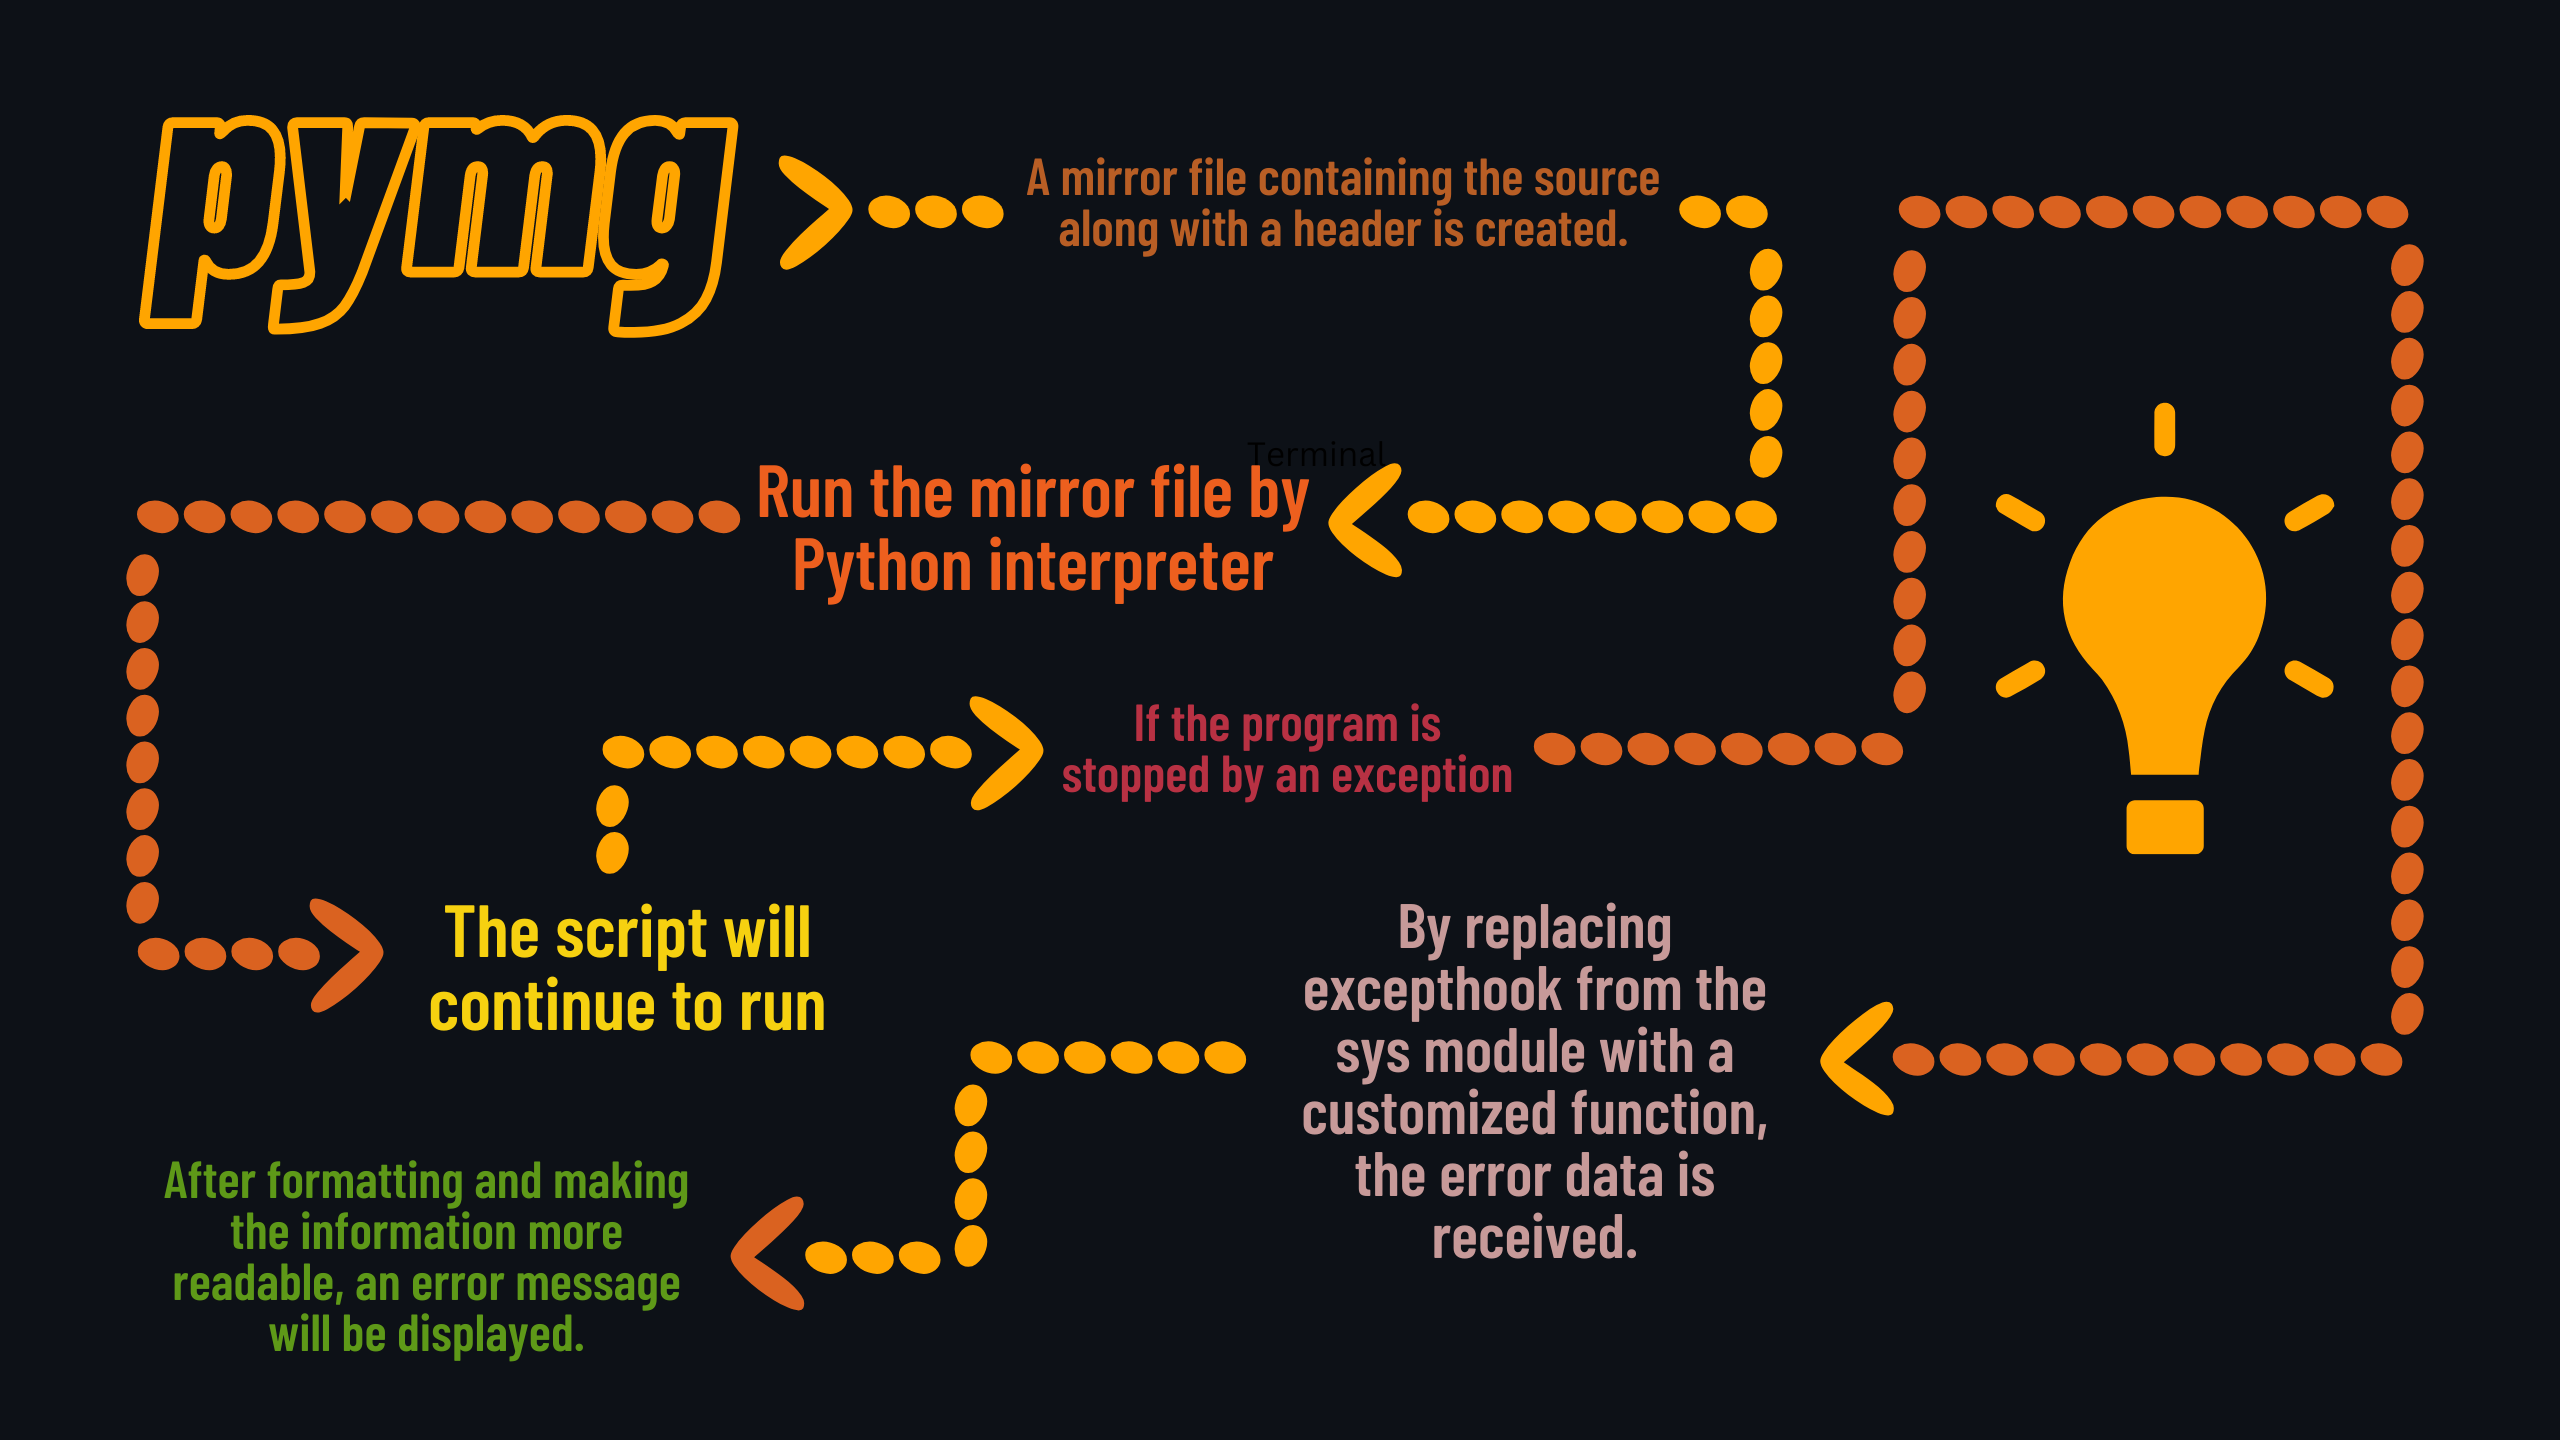 pymg
A mirror file containing the source
along with a header is created.
Terminal
Run the mirror file by
Python interpreter
If the program is
stopped by an exception
The script will
continue to run
By replacing
excepthook from the
sys module with a
customized function,
the error data is
received.
After formatting and making
the information more
readable, an error message
will be displayed.